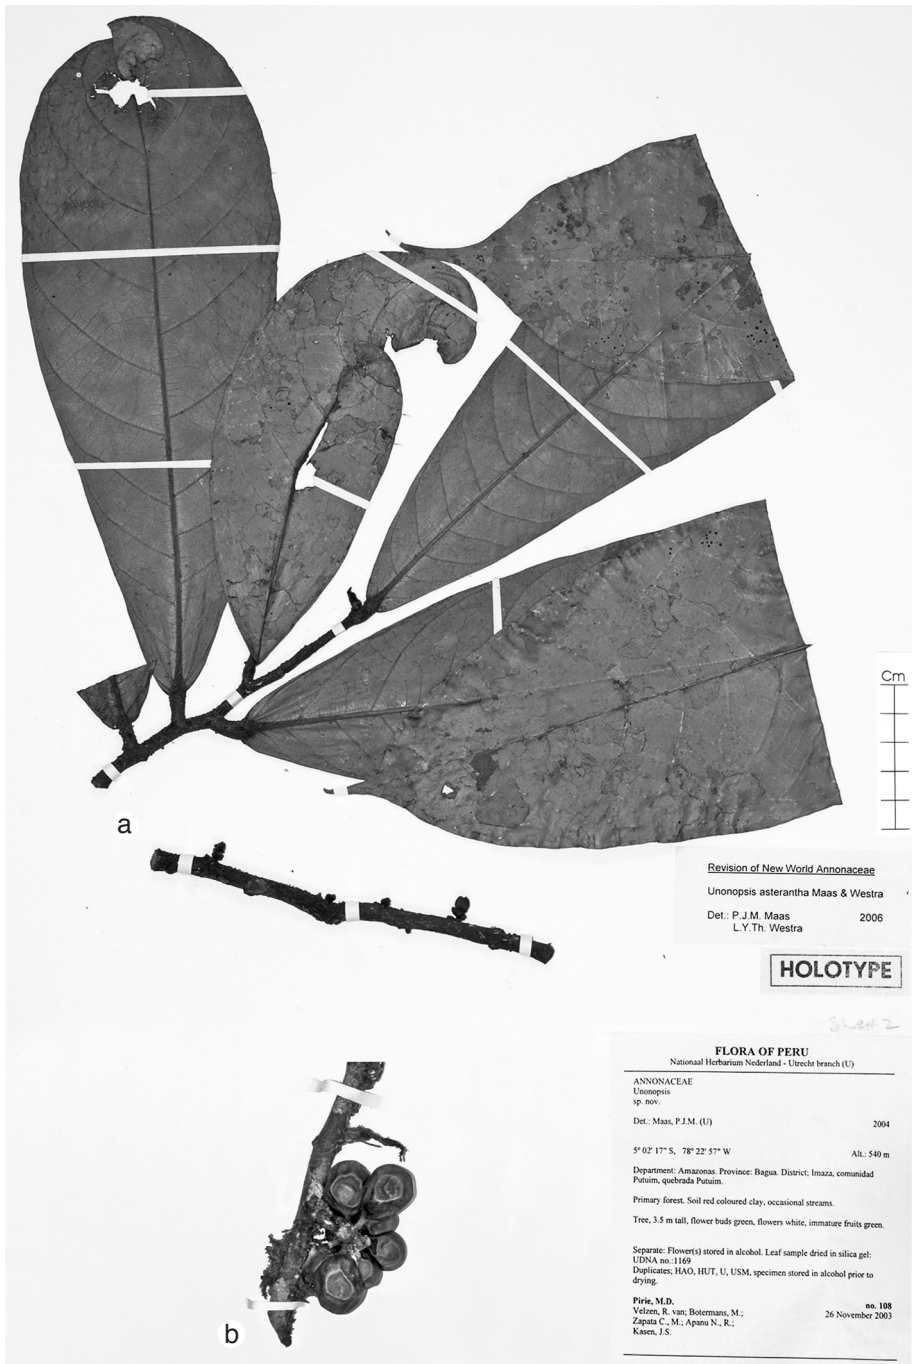 Cm
a
Revision of New World Annonaceae
Unonopsis asterantha Maas & Westra
Det.: P.J.M. Maas 2006
L.Y.Th. Westra
HOLOTYPE
Sheet 2
FLORA OF PERU
Nationaal Herbarium Nederland - Utrecht branch (U)
ANNONACEAE
Unonopsis
sp. nov.
Det.: Maas, P.J.M. (U) 2004
5° 02' 17" S, 78° 22' 57" W Alt.: 540 m
Department: Amazonas. Province: Bagua. District; Imaza, comunidad
Putuim, quebrada Putuim.
Primary forest. Soil red coloured clay, occasional streams.
Tree, 3.5 m tall, flower buds green, flowers white, immature fruits green.
Separate: Flower(s) stored in alcohol. Leaf sample dried in silica gel:
UDNA no.:1169
Duplicates; HAO, HUT, U, USM, specimen stored in alcohol prior to
drying.
Pirie, M.D. no. 108
Velzen, R. van; Botermans, M.; 26 November 2003
Zapata C., M.; Apanu N., R.;
Kasen, J.S.
b